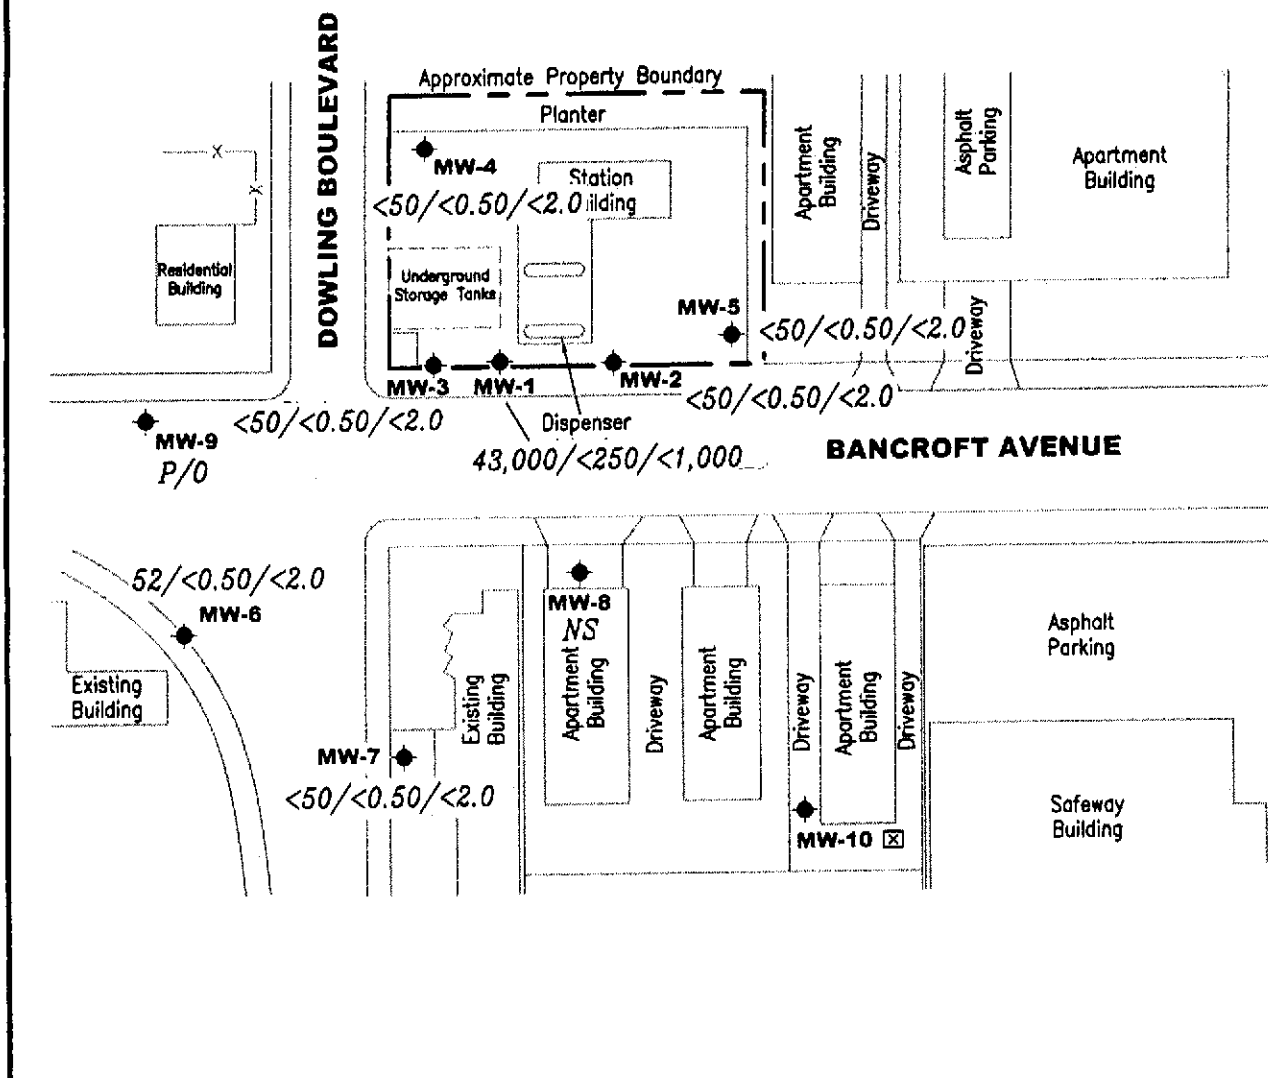 DOWLING BOULEVARD
Approximate Property Boundary
Planter
MW-4
<50/<0.50/<2.0
Station
ilding
Apartment
Building
Driveway
Asphalt
Parking
Apartment
Building
x
x
Residential
Building
Underground
Storage Tanks
MW-5
<50/<0.50/<2.0
Driveway
MW-3
MW-1
MW-2
<50/<0.50/<2.0
<50/<0.50/<2.0
Dispenser
43,000/<250/<1,000
BANCROFT AVENUE
MW-9
P/O
52/<0.50/<2.0
MW-6
Existing
Building
MW-8
NS
Apartment
Building
Existing
Building
Driveway
Apartment
Building
Driveway
Apartment
Building
Driveway
Asphalt
Parking
MW-7
<50/<0.50/<2.0
MW-10 ☒
Safeway
Building